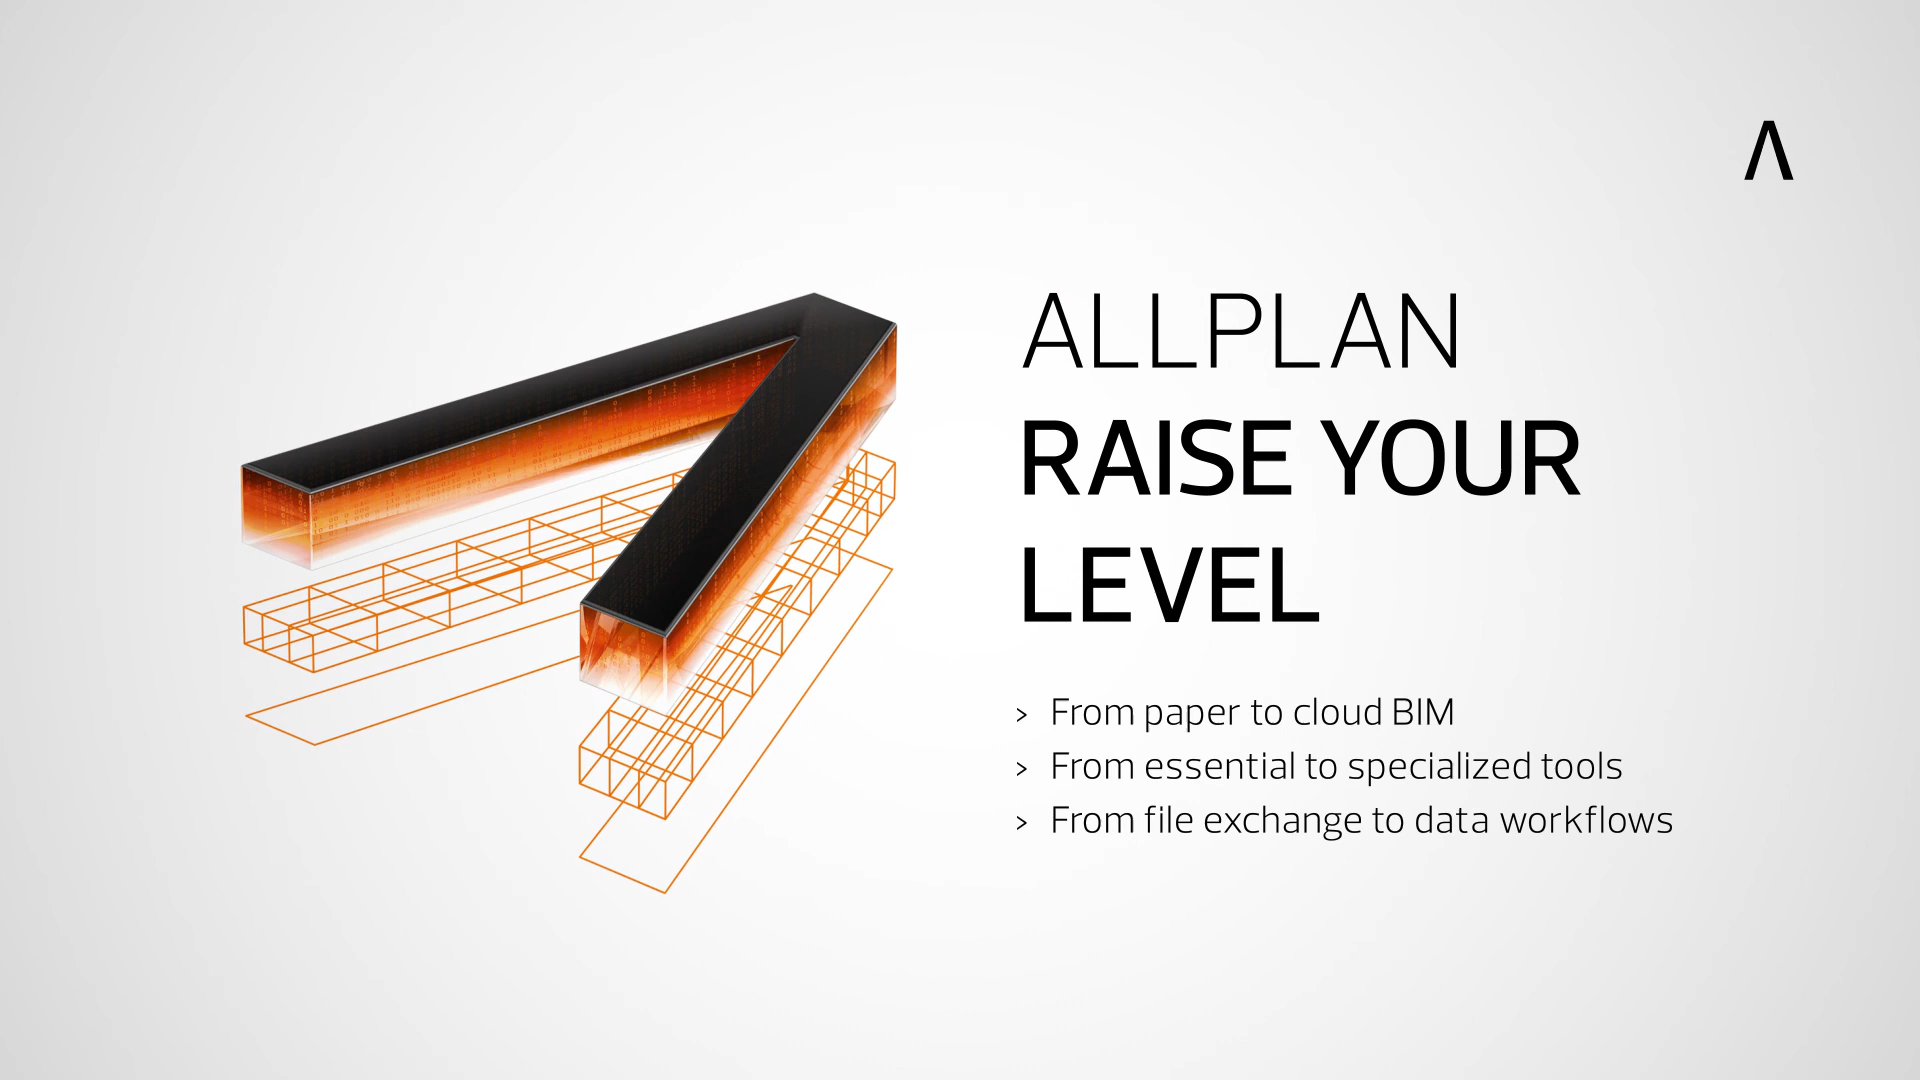 ALLPLAN
RAISE YOUR
LEVEL
> From paper to cloud BIM
> From essential to specialized tools
> From file exchange to data workflows